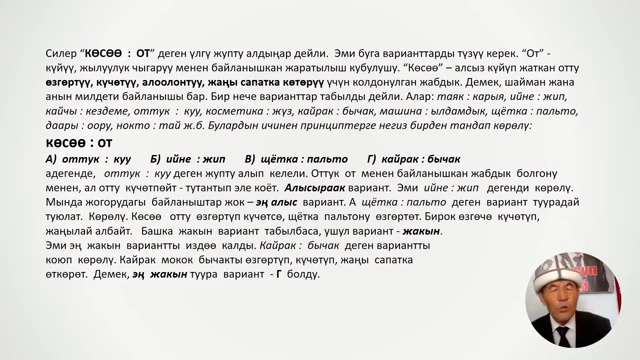 Силер “КӨСӨӨ : ОТ” деген үлгү жупту алдыңар дейли. Эми буга варианттарды түзүү керек. “От” -
күйүү, жылуулук чыгаруу менен байланышкан жаратылыш кубулушу. “Көсөө” – алсыз күйүп жаткан отту
өзгөртүү, күчөтүү, алоолонтуу, жаңы сапатка көтөрүү үчүн колдонулган жабдык. Демек, шайман жана
анын милдети байланышы бар. Бир нече варианттар табылды дейли. Алар: таяк : карыя, ийне : жип,
кайчы : кездеме, оттук : куу, косметика : жүз, кайрак : бычак, машина : ылдамдык, щётка : пальто,
даары : оору, нокто : тай ж.б. Булардын ичинен принциптерге негиз бирден тандап көрөлү:
КӨСӨӨ : ОТ
А) оттук : куу Б) ийне : жип В) щётка : пальто Г) кайрак : бычак
адегенде, оттук : куу деген жупту алып келели. Оттук от менен байланышкан жабдык болгону
менен, ал отту күчөтпөйт - тутантып эле коёт. Алысыраак вариант. Эми ийне : жип дегенди көрөлү.
Мында жогорудагы байланыштар жок – эң алыс вариант. А щётка : пальто деген вариант туурадай
туюлат. Көрөлү. Көсөө отту өзгөртүп күчөтсө, щётка пальтону өзгөртөт. Бирок өзгөчө күчөтүп,
жаңылай албайт. Башка жакын вариант табылбаса, ушул вариант - жакын.
Эми эң жакын вариантты издөө калды. Кайрак : бычак деген вариантты
коюп көрөлү. Кайрак мокок бычакты өзгөртүп, күчөтүп, жаңы сапатка
өткөрөт. Демек, эң жакын туура вариант - Г болду.